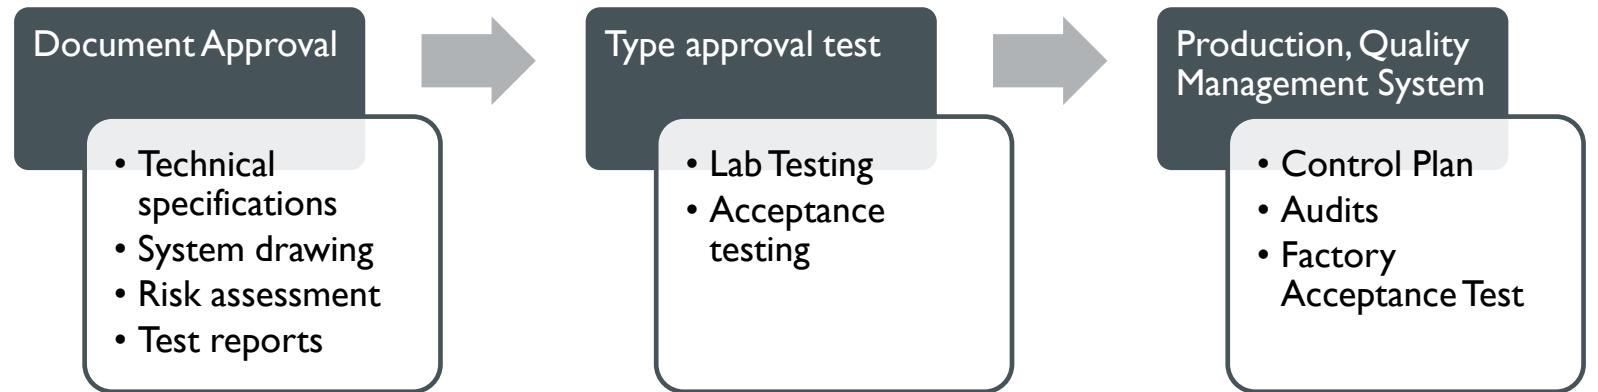 Document Approval
• Technical
specifications
• System drawing
• Risk assessment
• Test reports
Type approval test
• Lab Testing
• Acceptance
testing
Production, Quality
Management System
• Control Plan
• Audits
• Factory
Acceptance Test